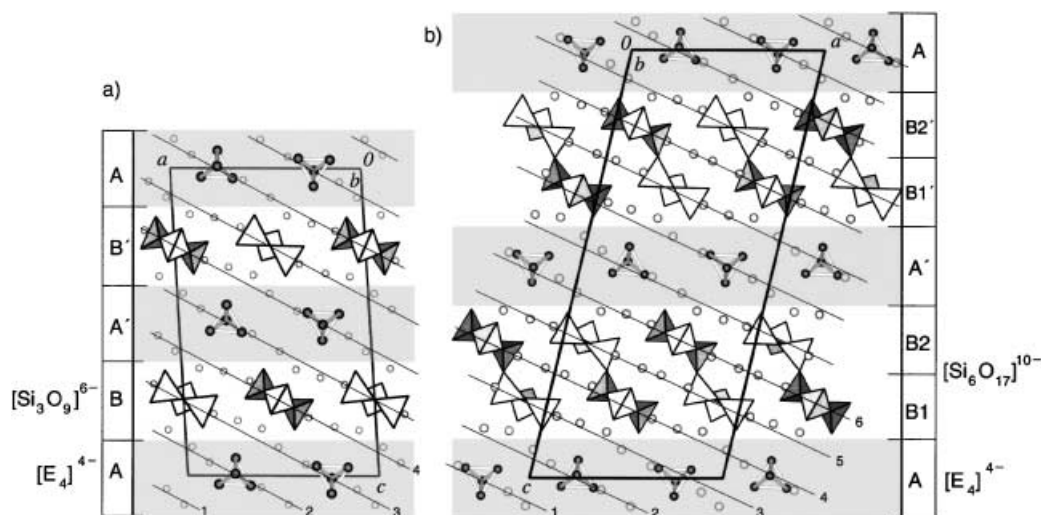 a)
a
0
b
A
B´
A´
B
A
[Si₃O₉]⁶⁻
[E₄]⁴⁻
c
1
2
3
4
b)
0
a
b
A
B2´
B1´
A´
B2
B1
A
[Si₆O₁₇]¹⁰⁻
[E₄]⁴⁻
c
1
2
3
4
5
6